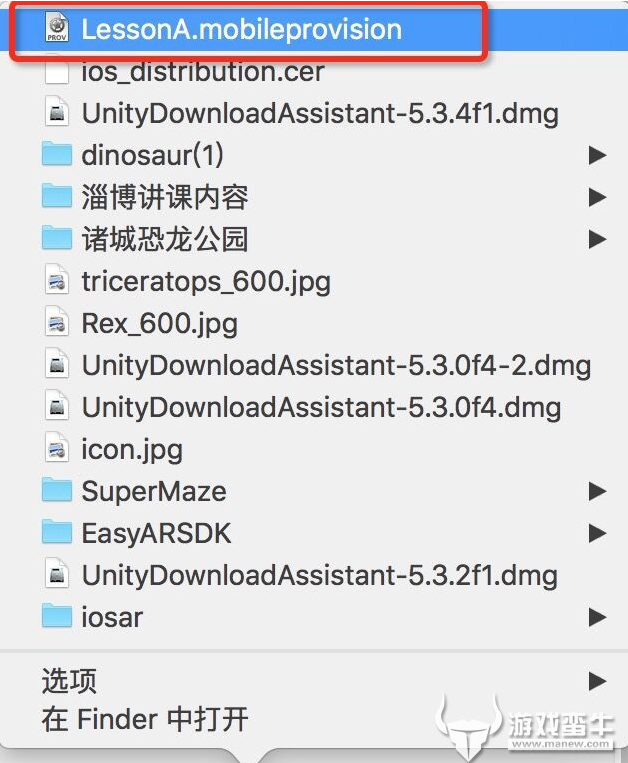 LessonA.mobileprovision
PROV
ios_distribution.cer
UnityDownloadAssistant-5.3.4f1.dmg
dinosaur(1)
淄博讲课内容
诸城恐龙公园
triceratops_600.jpg
Rex_600.jpg
UnityDownloadAssistant-5.3.0f4-2.dmg
UnityDownloadAssistant-5.3.0f4.dmg
icon.jpg
SuperMaze
EasyARSDK
UnityDownloadAssistant-5.3.2f1.dmg
iosar
选项
在 Finder 中打开
游戏蛮牛
www.manew.com